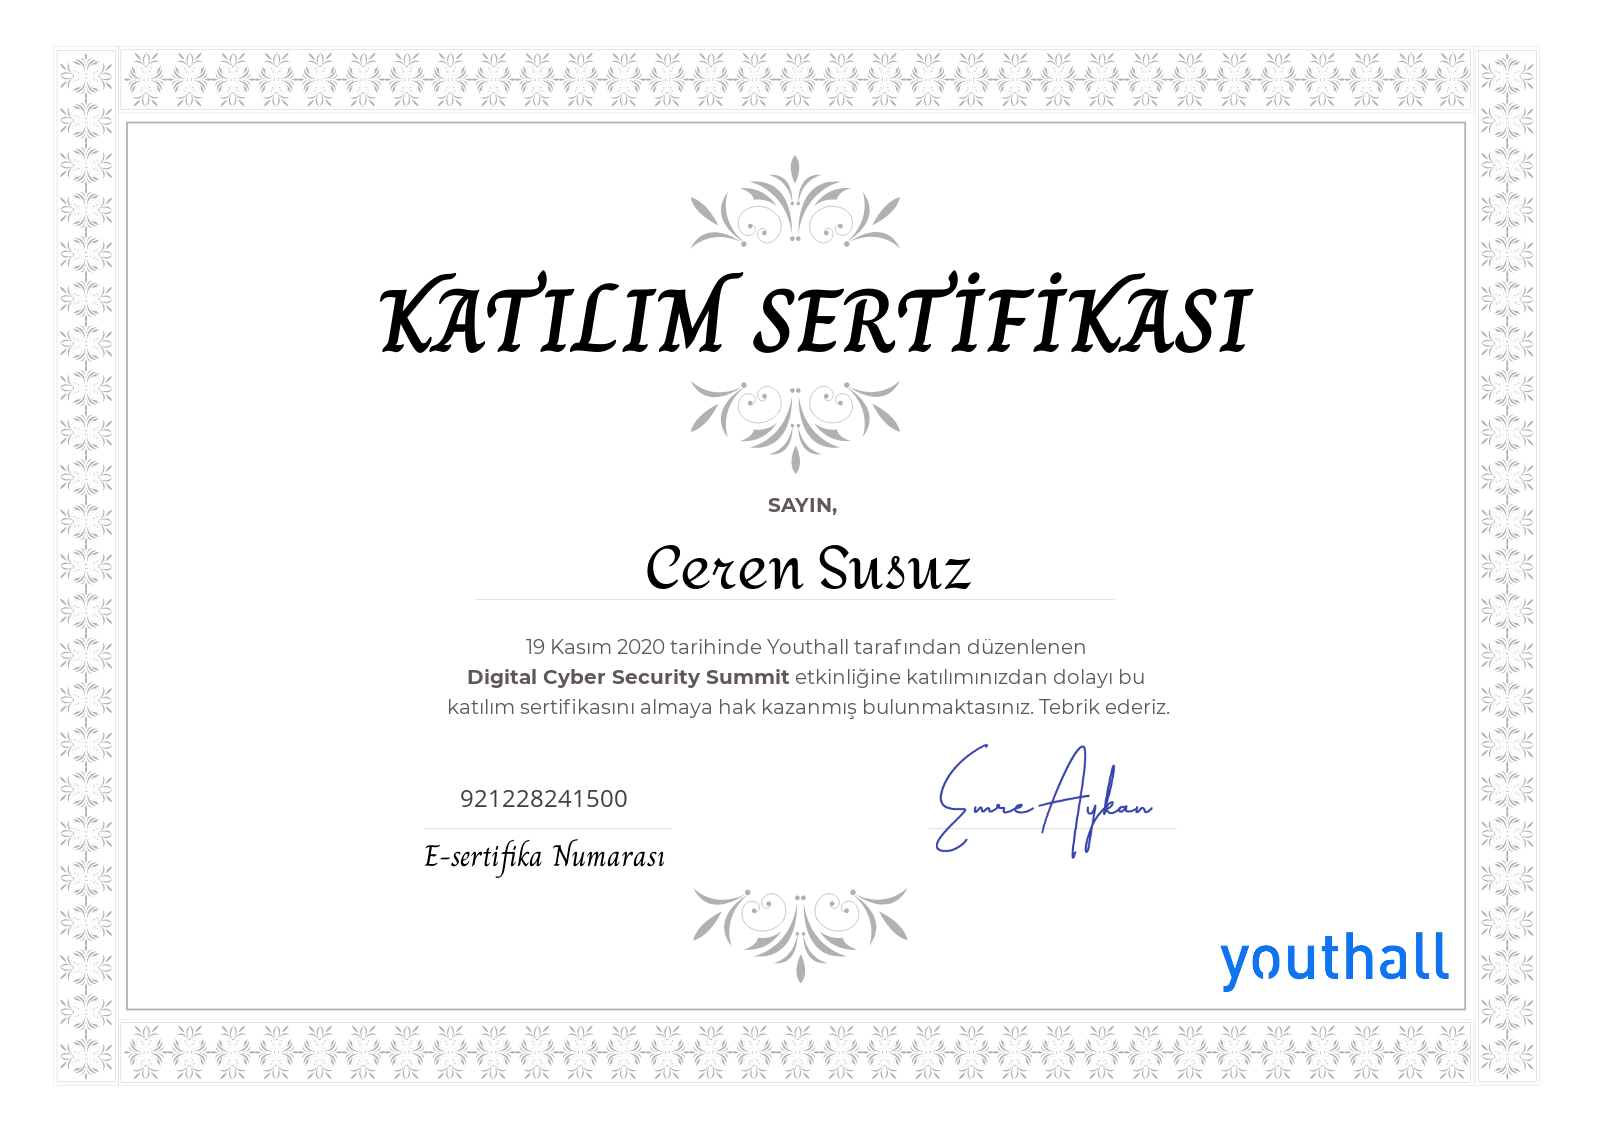 KATILIM SERTİFİKASI
SAYIN,
Ceren Susuz
19 Kasım 2020 tarihinde Youthall tarafından düzenlenen
Digital Cyber Security Summit etkinliğine katılımınızdan dolayı bu
katılım sertifikasını almaya hak kazanmış bulunmaktasınız. Tebrik ederiz.
921228241500
E-sertifika Numarası
Emre Aykan
youthall